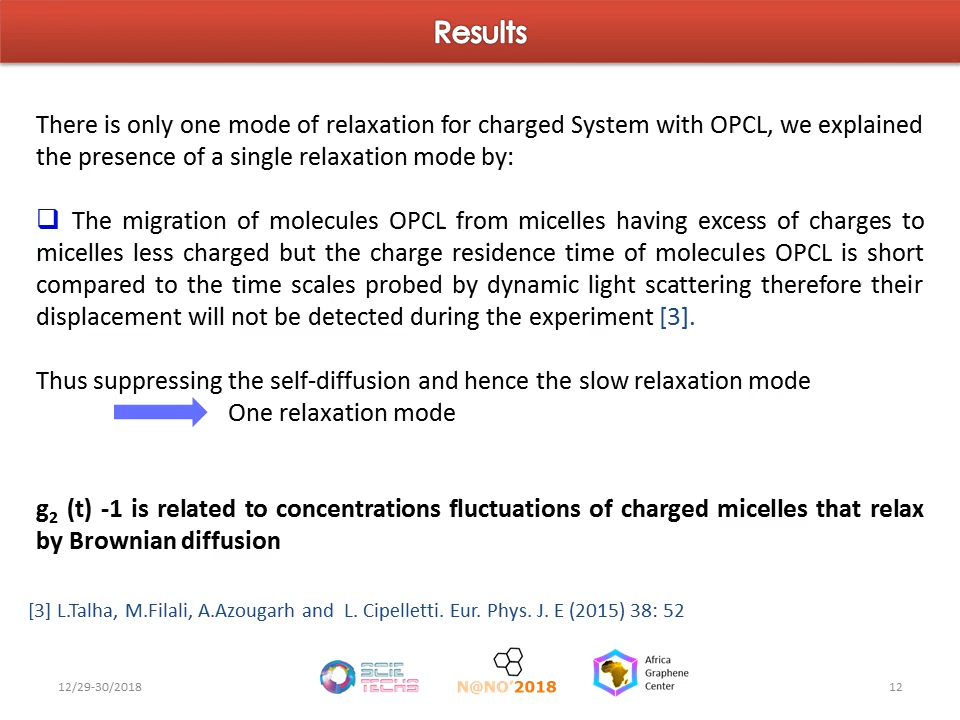 Results
There is only one mode of relaxation for charged System with OPCL, we explained
the presence of a single relaxation mode by:
The migration of molecules OPCL from micelles having excess of charges to
micelles less charged but the charge residence time of molecules OPCL is short
compared to the time scales probed by dynamic light scattering therefore their
displacement will not be detected during the experiment [3].
Thus suppressing the self-diffusion and hence the slow relaxation mode
One relaxation mode
g₂ (t) -1 is related to concentrations fluctuations of charged micelles that relax
by Brownian diffusion
[3] L.Talha, M.Filali, A.Azougarh and L. Cipelletti. Eur. Phys. J. E (2015) 38: 52
12/29-30/2018
SCIE
TECHS
N@NO'2018
Africa
Graphene
Center
12